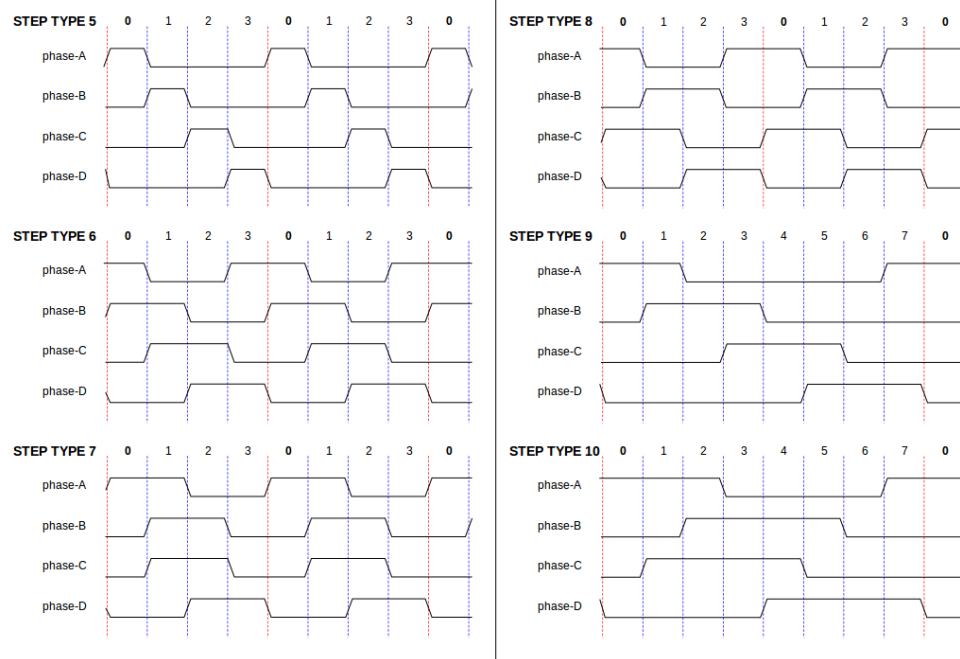 STEP TYPE 5 0 1 2 3 0 1 2 3 0
phase-A
phase-B
phase-C
phase-D
STEP TYPE 6 0 1 2 3 0 1 2 3 0
phase-A
phase-B
phase-C
phase-D
STEP TYPE 7 0 1 2 3 0 1 2 3 0
phase-A
phase-B
phase-C
phase-D
STEP TYPE 8 0 1 2 3 0 1 2 3 0
phase-A
phase-B
phase-C
phase-D
STEP TYPE 9 0 1 2 3 4 5 6 7 0
phase-A
phase-B
phase-C
phase-D
STEP TYPE 10 0 1 2 3 4 5 6 7 0
phase-A
phase-B
phase-C
phase-D